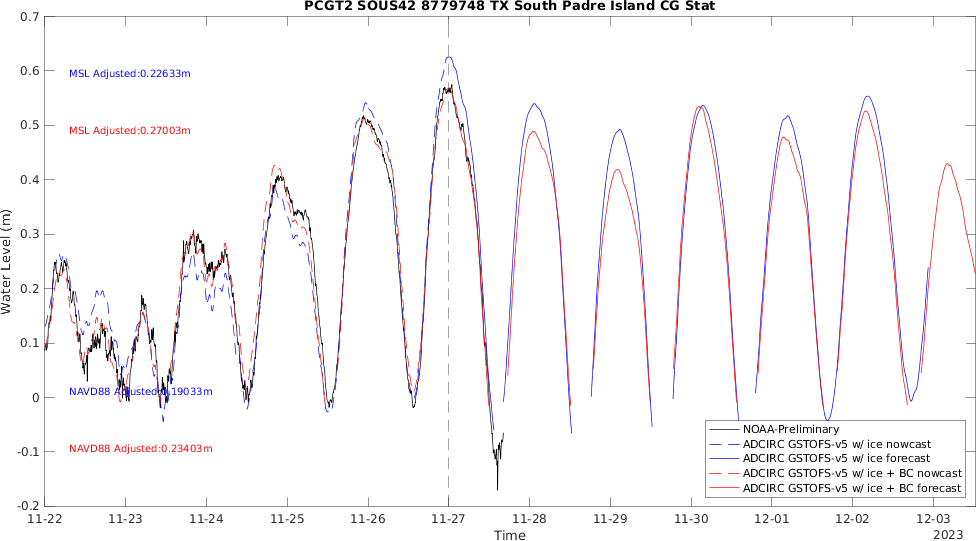 PCGT2 SOUS42 8779748 TX South Padre Island CG Stat
0.7
0.6
0.5
0.4
0.3
0.2
0.1
0
-0.1
-0.2
Water Level (m)
MSL Adjusted:0.22633m
MSL Adjusted:0.27003m
NAVD88 Adjusted:0.19033m
NAVD88 Adjusted:0.23403m
NOAA-Preliminary
ADCIRC GSTOFS-v5 w/ ice nowcast
ADCIRC GSTOFS-v5 w/ ice forecast
ADCIRC GSTOFS-v5 w/ ice + BC nowcast
ADCIRC GSTOFS-v5 w/ ice + BC forecast
11-22 11-23 11-24 11-25 11-26 11-27 11-28 11-29 11-30 12-01 12-02 12-03
Time
2023